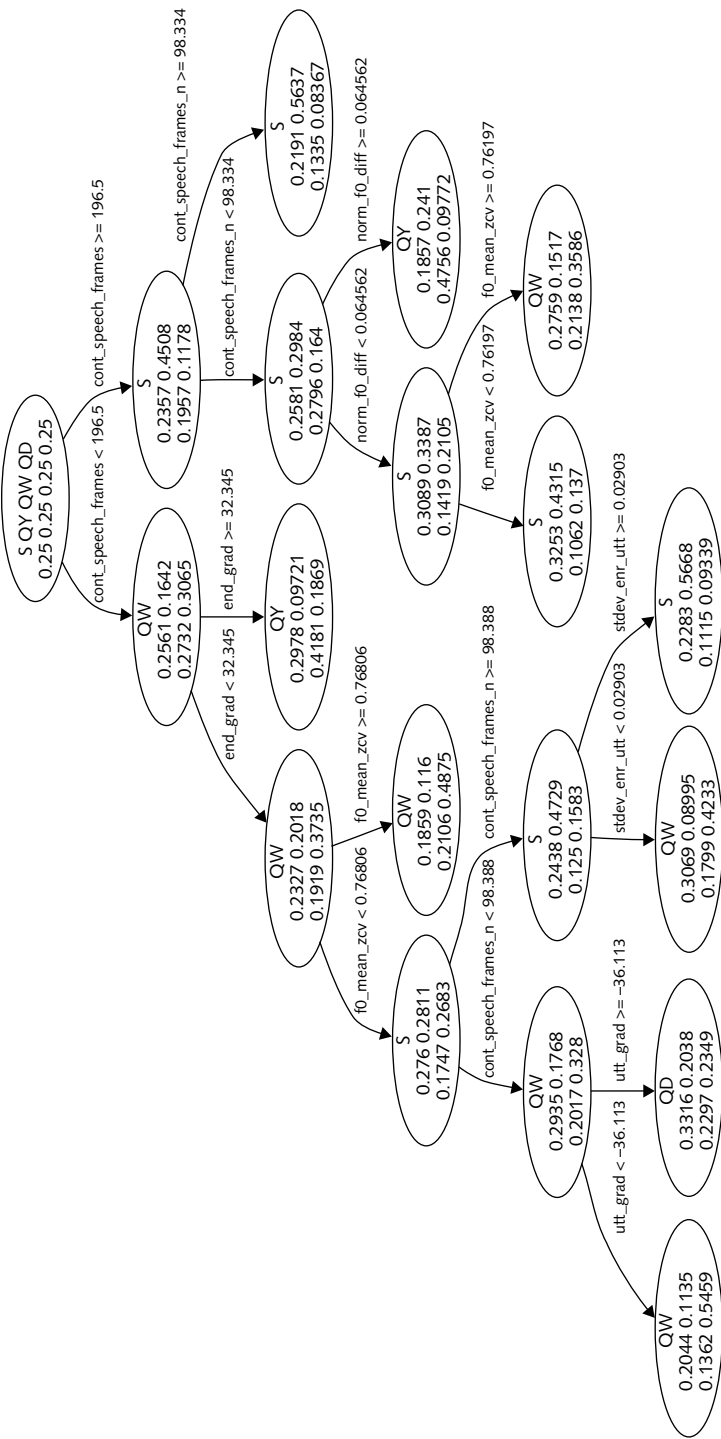 S QY QW QD
0.25 0.25 0.25 0.25
cont_speech_frames < 196.5
cont_speech_frames >= 196.5
QW
0.2561 0.1642
0.2732 0.3065
S
0.2357 0.4508
0.1957 0.1178
end_grad < 32.345
end_grad >= 32.345
cont_speech_frames_n < 98.334
cont_speech_frames_n >= 98.334
QW
0.2327 0.2018
0.1919 0.3735
QY
0.2978 0.09721
0.4181 0.1869
S
0.2581 0.2984
0.2796 0.164
S
0.2191 0.5637
0.1335 0.08367
f0_mean_zcv < 0.76806
f0_mean_zcv >= 0.76806
norm_f0_diff < 0.064562
norm_f0_diff >= 0.064562
S
0.276 0.2811
0.1747 0.2683
QW
0.1859 0.116
0.2106 0.4875
S
0.3089 0.3387
0.1419 0.2105
QY
0.1857 0.241
0.4756 0.09772
cont_speech_frames_n < 98.388
cont_speech_frames_n >= 98.388
f0_mean_zcv < 0.76197
f0_mean_zcv >= 0.76197
QW
0.2935 0.1768
0.2017 0.328
S
0.2438 0.4729
0.125 0.1583
S
0.3253 0.4315
0.1062 0.137
QW
0.2759 0.1517
0.2138 0.3586
utt_grad < −36.113
utt_grad >= −36.113
stdev_enr_utt < 0.02903
stdev_enr_utt >= 0.02903
QW
0.2044 0.1135
0.1362 0.5459
QD
0.3316 0.2038
0.2297 0.2349
QW
0.3069 0.08995
0.1799 0.4233
S
0.2283 0.5668
0.1115 0.09339